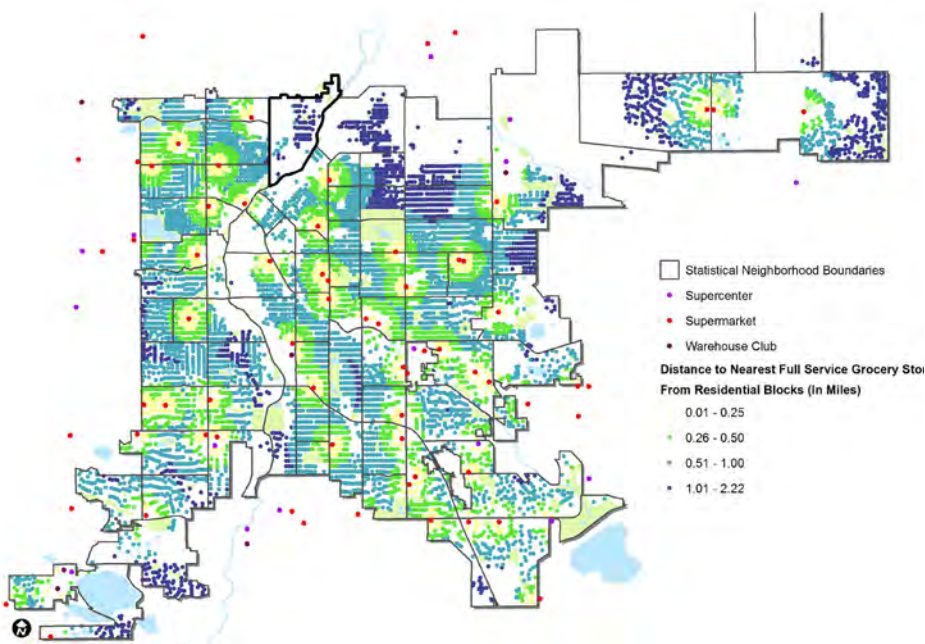 Statistical Neighborhood Boundaries
Supercenter
Supermarket
Warehouse Club
Distance to Nearest Full Service Grocery Stor
From Residential Blocks (In Miles)
0.01 - 0.25
0.26 - 0.50
0.51 - 1.00
1.01 - 2.22
N